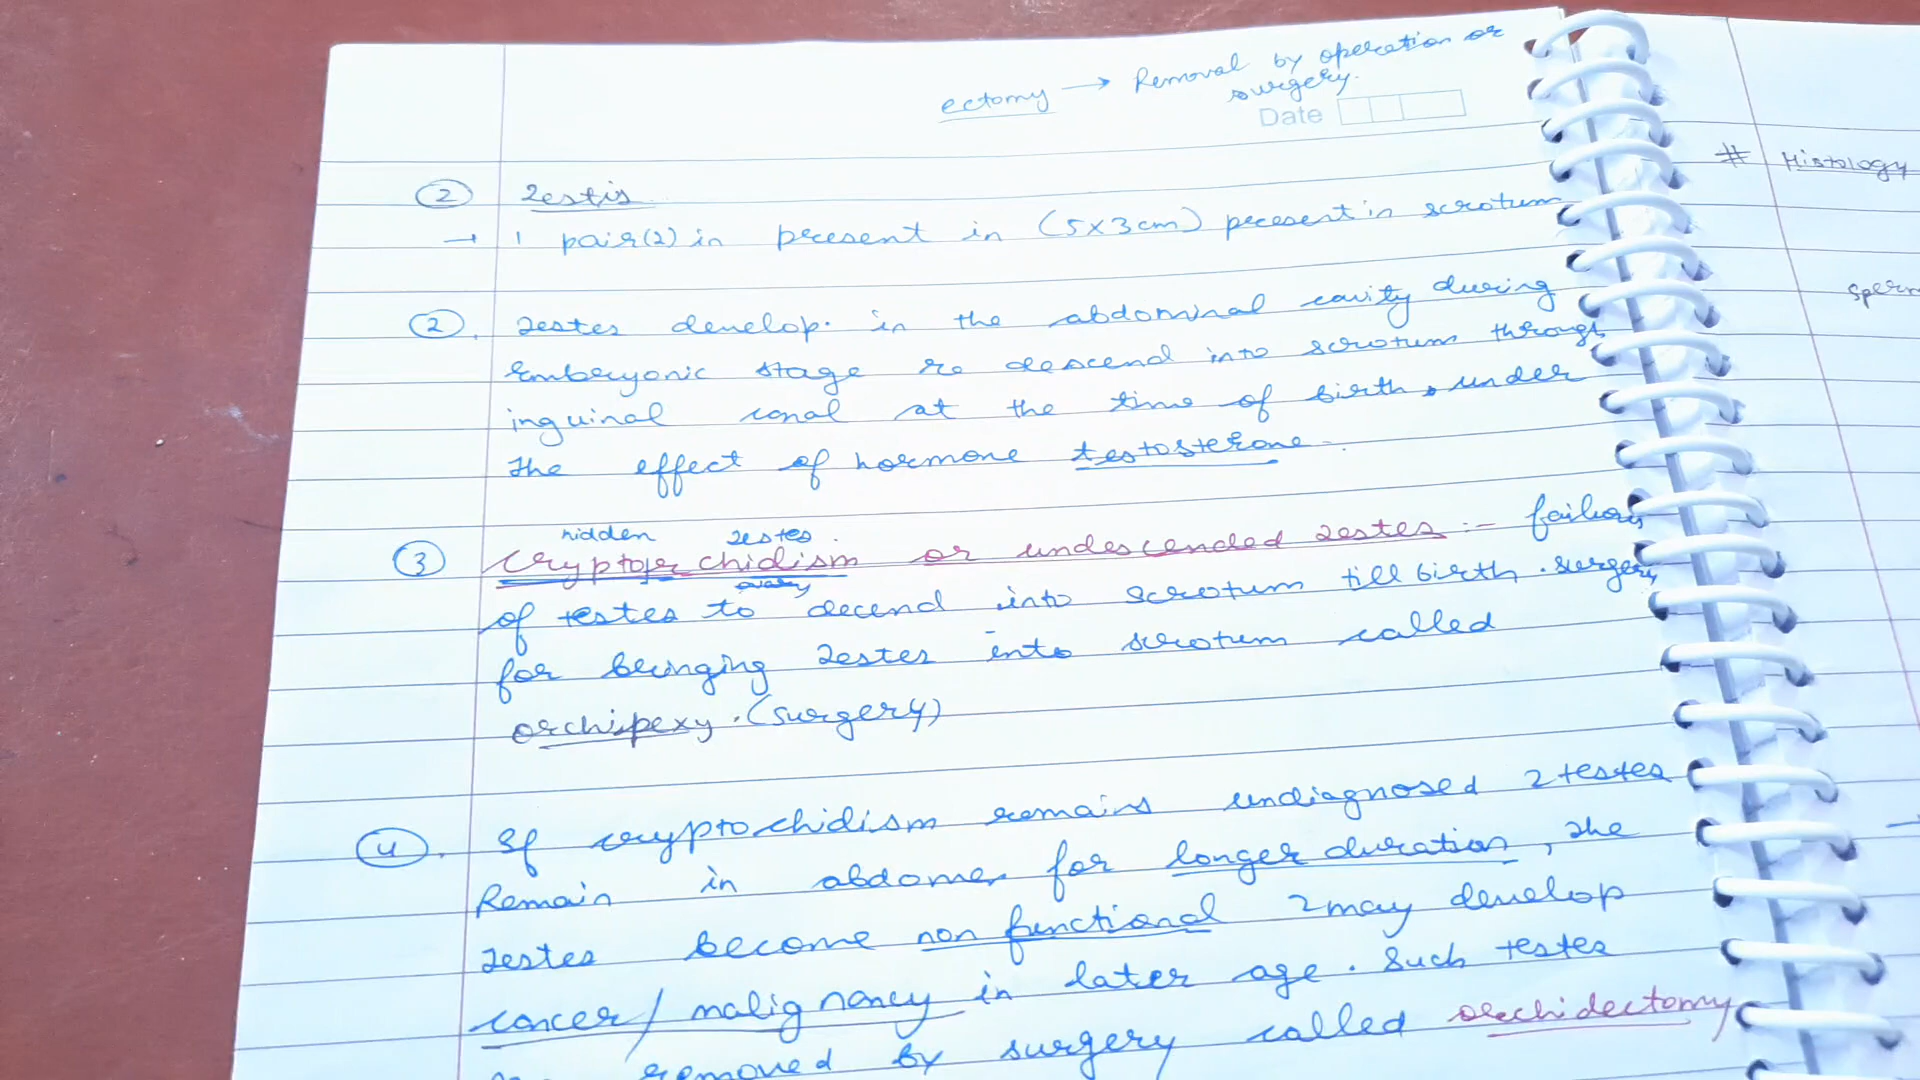 ectomy → Removal by operation or
surgery.
Date
② Testis
→ 1 pair(2) in present in (5x3cm) present in scrotum
②. Testes develop. in the abdominal cavity during
Embryonic stage descend into scrotum through
inguinal canal at the time of birth, under
the effect of hormone testosterone.
hidden testes.
③ Cryptorchidism or undescended testes :- failure
ovary
of testes to decend into scrotum till birth. surgery
for bringing testes into scrotum called
orchipexy. (surgery)
④. If cryptochidism remains undiagnosed 2 testes
Remain in abdomen for longer duration, the
testes become non functional 2 may develop
cancer/malignancy in later age. Such testes
removed by surgery called orchidectomy
# Histology